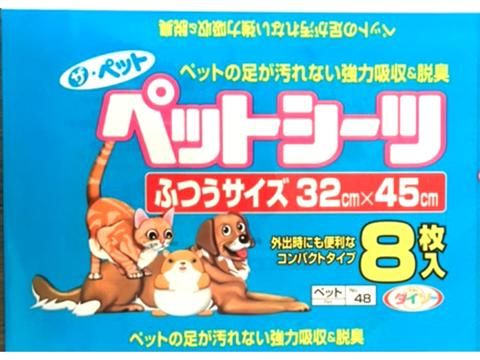 ペットの足が汚れない強力吸収&脱臭
ザ・ペット
ペットの足が汚れない強力吸収&脱臭
ペットシーツ
ふつうサイズ 32cm×45cm
外出時にも便利な
コンパクトタイプ
8枚入
ペット No. 48
ダイソー
ペットの足が汚れない強力吸収&脱臭